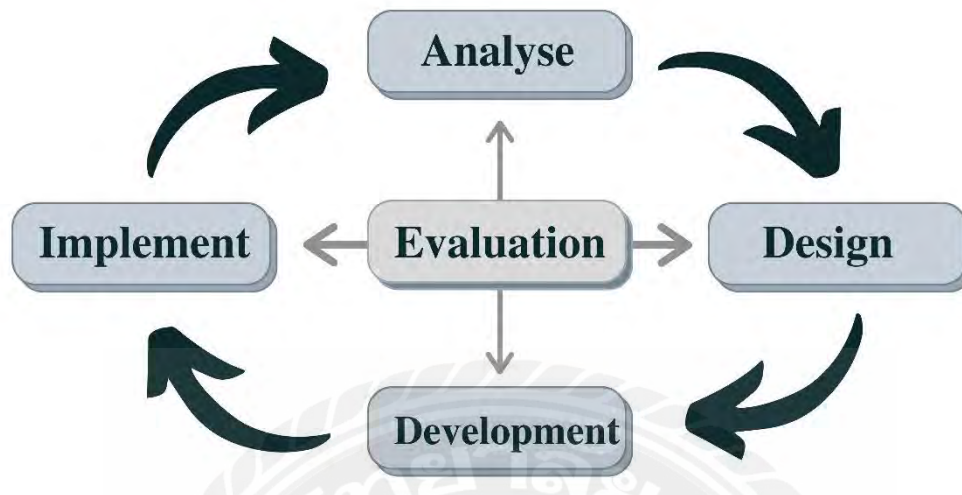 Analyse
Implement
Evaluation
Design
Development